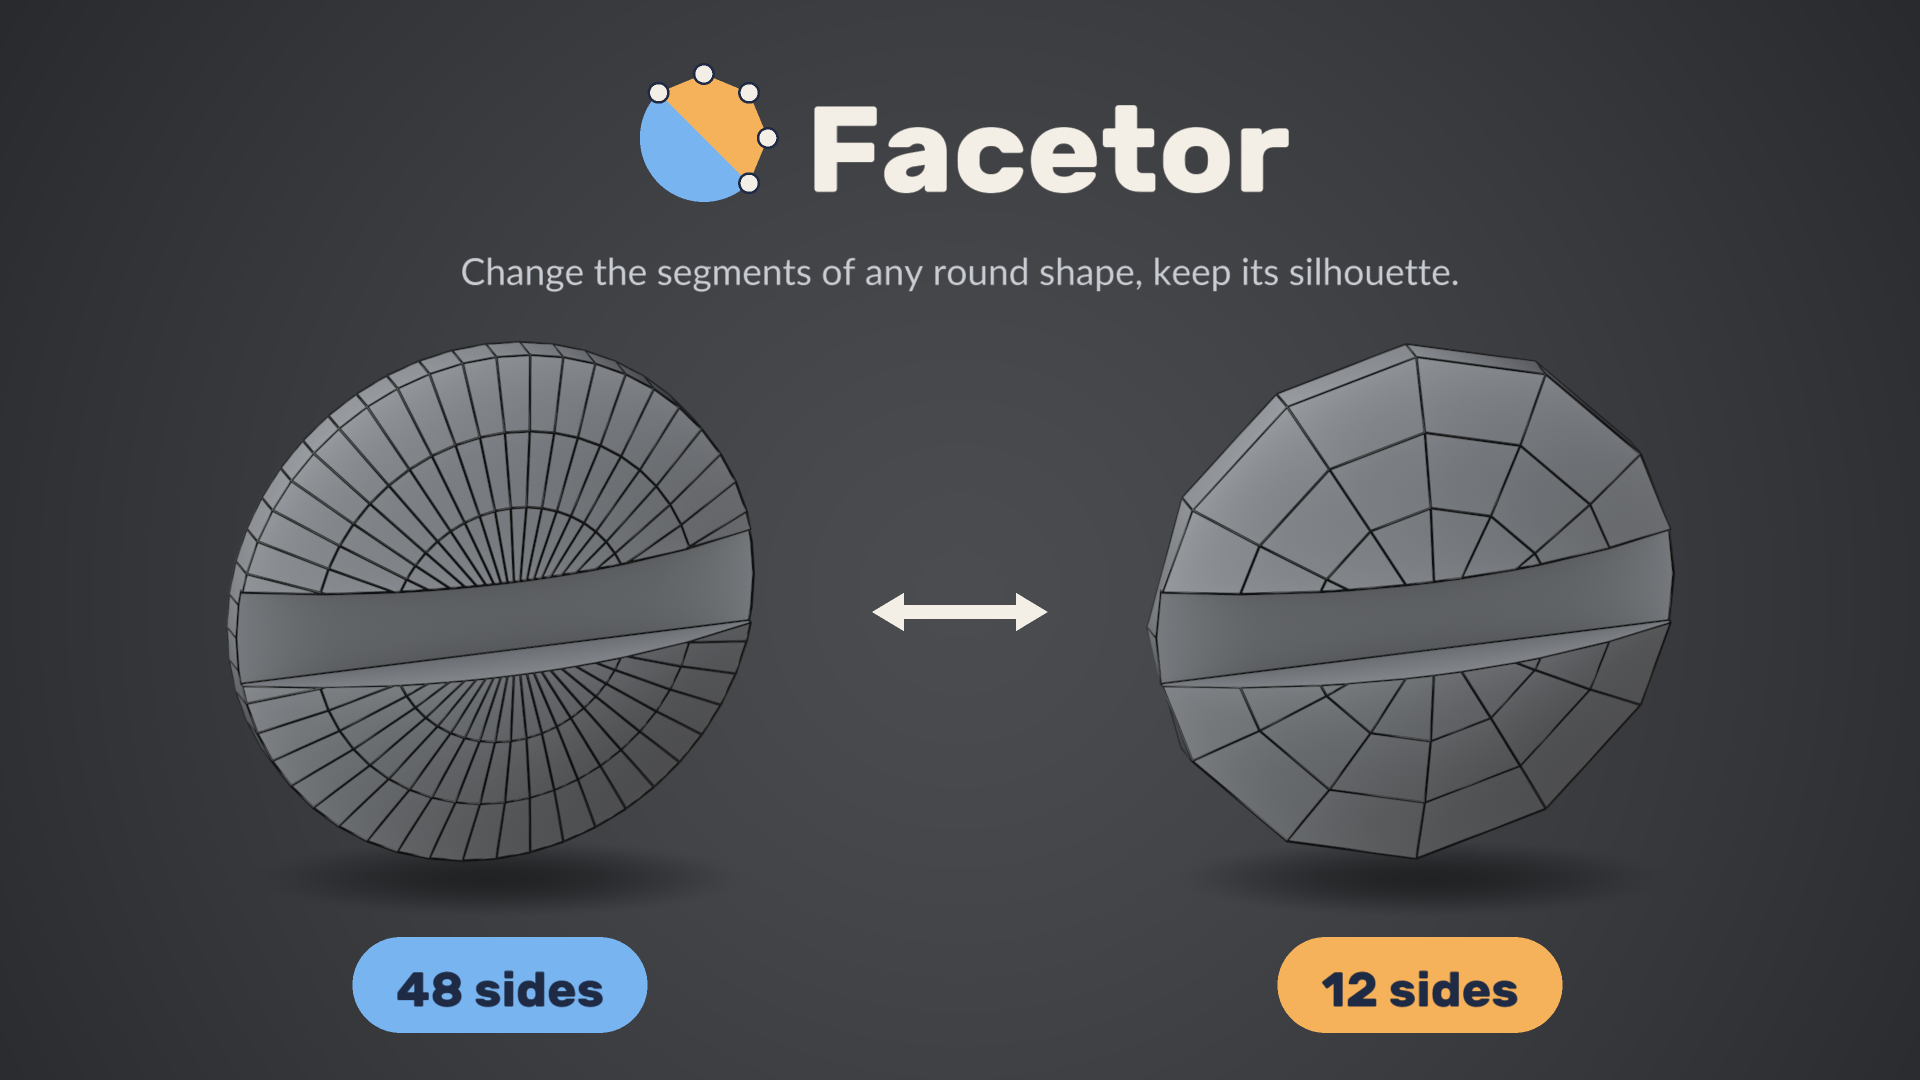 Facetor
Change the segments of any round shape, keep its silhouette.
48 sides
12 sides